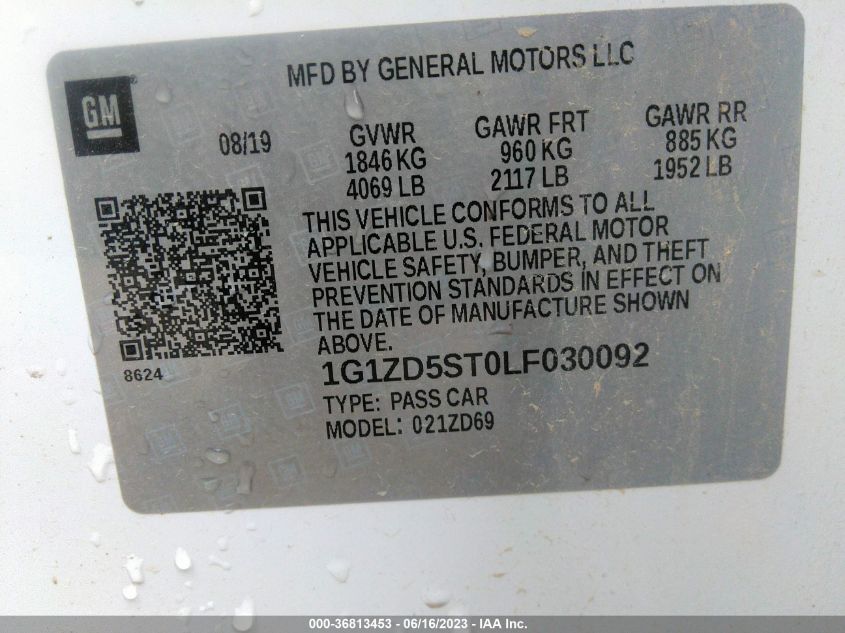 MFD BY GENERAL MOTORS LLC
GM
08/19
GVWR
1846 KG
4069 LB
GAWR FRT
960 KG
2117 LB
GAWR RR
885 KG
1952 LB
THIS VEHICLE CONFORMS TO ALL
APPLICABLE U.S. FEDERAL MOTOR
VEHICLE SAFETY, BUMPER, AND THEFT
PREVENTION STANDARDS IN EFFECT ON
THE DATE OF MANUFACTURE SHOWN
ABOVE.
8624
1G1ZD5ST0LF030092
TYPE: PASS CAR
MODEL: 021ZD69
000-36813453 - 06/16/2023 - IAA Inc.